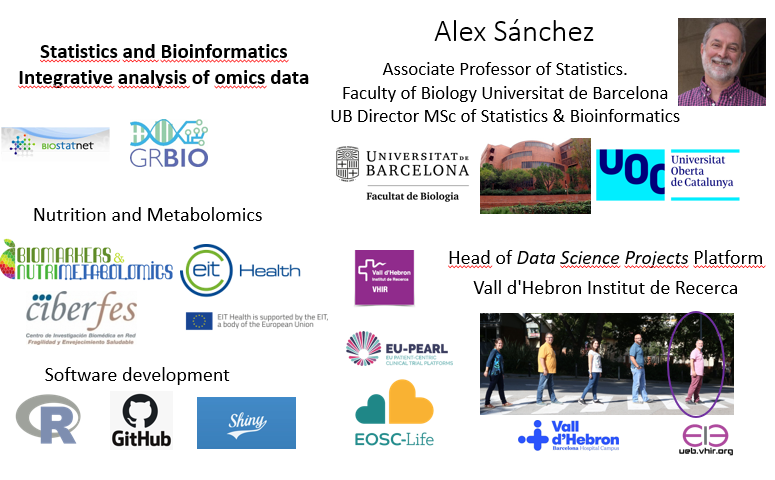 Statistics and Bioinformatics
Integrative analysis of omics data
BIOSTATNET
GRBIO
Nutrition and Metabolomics
BIOMARKERS &
NUTRIMETABOLOMICS
eit Health
ciberfes
Centro de Investigación Biomédica en Red
Fragilidad y Envejecimiento Saludable
EIT Health is supported by the EIT,
a body of the European Union
Software development
R
GitHub
Shiny
Alex Sánchez
Associate Professor of Statistics.
Faculty of Biology Universitat de Barcelona
UB Director MSc of Statistics & Bioinformatics
UNIVERSITAT DE
BARCELONA
Facultat de Biologia
UOC
Universitat
Oberta
de Catalunya
Vall d'Hebron
Institut de Recerca
VHIR
Head of Data Science Projects Platform
Vall d'Hebron Institut de Recerca
EU-PEARL
EU PATIENT-CENTRIC
CLINICAL TRIAL PLATFORMS
EOSC-Life
Vall
d'Hebron
Barcelona Hospital Campus
ueb.vhir.org